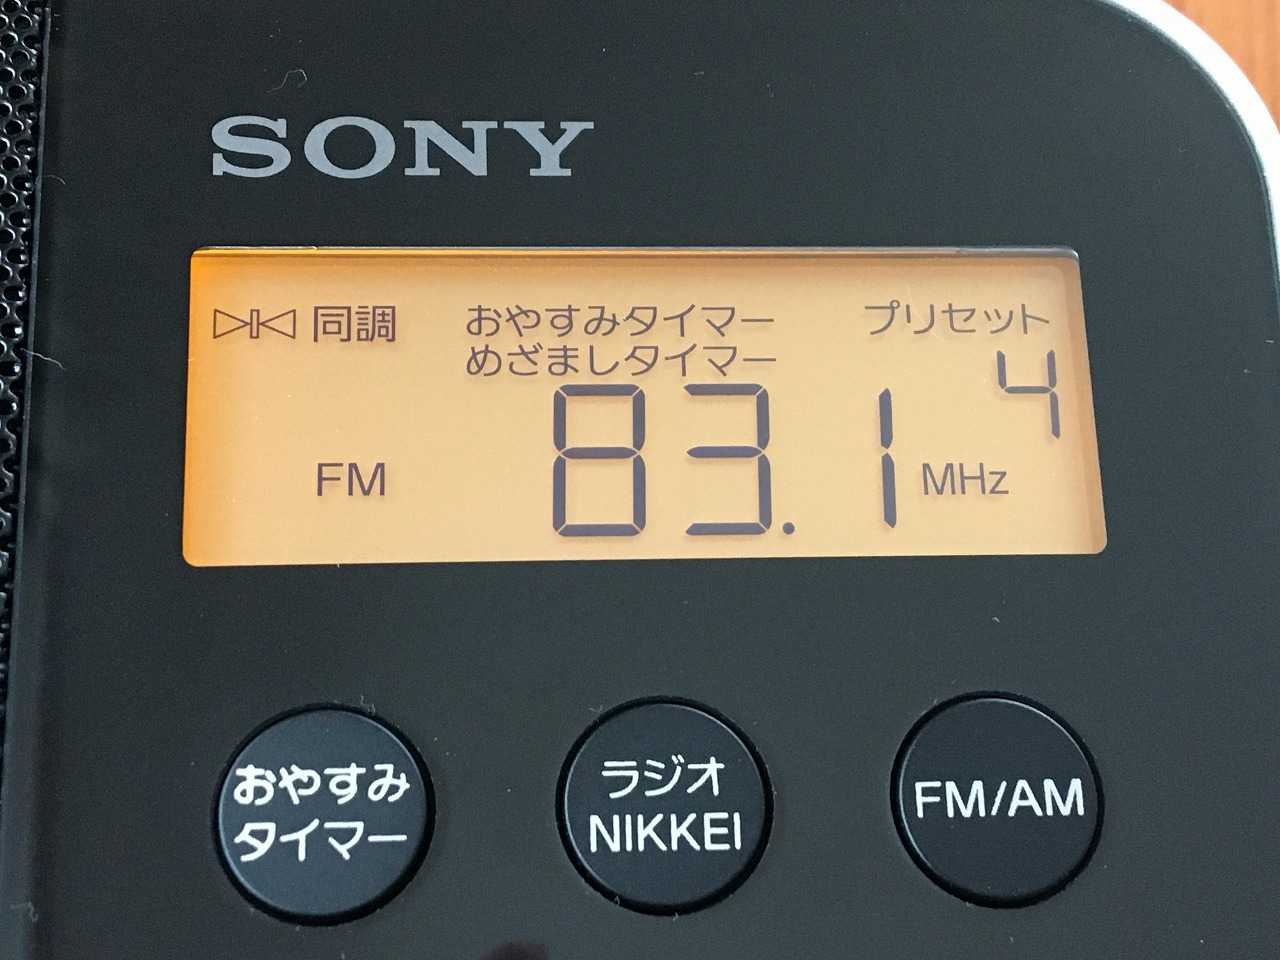 SONY
同調 おやすみタイマー プリセット
めざましタイマー 4
FM 83.1 MHz
おやすみ
タイマー
ラジオ
NIKKEI
FM/AM